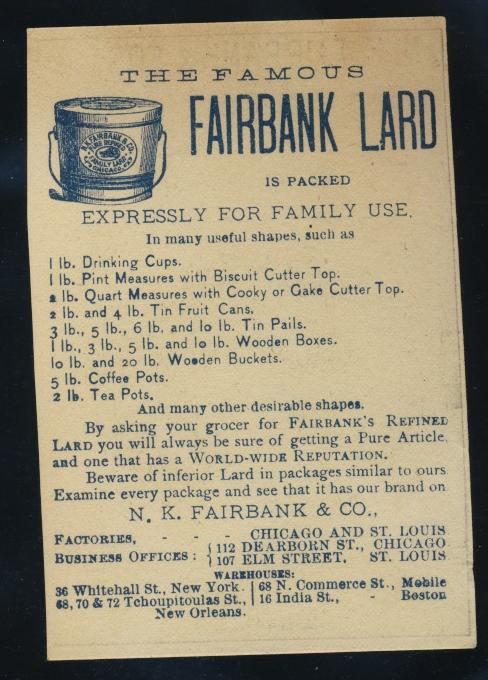 THE FAMOUS
FAIRBANK LARD
N.K. FAIRBANK & CO.
LARD REFINERS
FAMILY LARD
CHICAGO,
IS PACKED
EXPRESSLY FOR FAMILY USE,
In many useful shapes, such as
1 lb. Drinking Cups.
1 lb. Pint Measures with Biscuit Cutter Top.
2 lb. Quart Measures with Cooky or Cake Cutter Top.
2 lb. and 4 lb. Tin Fruit Cans.
3 lb., 5 lb., 6 lb. and 10 lb. Tin Pails.
1 lb., 3 lb., 5 lb. and 10 lb. Wooden Boxes.
10 lb. and 20 lb. Wooden Buckets.
5 lb. Coffee Pots.
2 lb. Tea Pots.
And many other desirable shapes.
By asking your grocer for FAIRBANK'S REFINED
LARD you will always be sure of getting a Pure Article,
and one that has a WORLD-WIDE REPUTATION.
Beware of inferior Lard in packages similar to ours
Examine every package and see that it has our brand on
N. K. FAIRBANK & CO.,
FACTORIES, - - - CHICAGO AND ST. LOUIS
BUSINESS OFFICES: { 112 DEARBORN ST., CHICAGO
{ 107 ELM STREET, ST. LOUIS
WAREHOUSES:
36 Whitehall St., New York. | 68 N. Commerce St., Mobile
68, 70 & 72 Tchoupitoulas St., | 16 India St., - Boston
New Orleans.